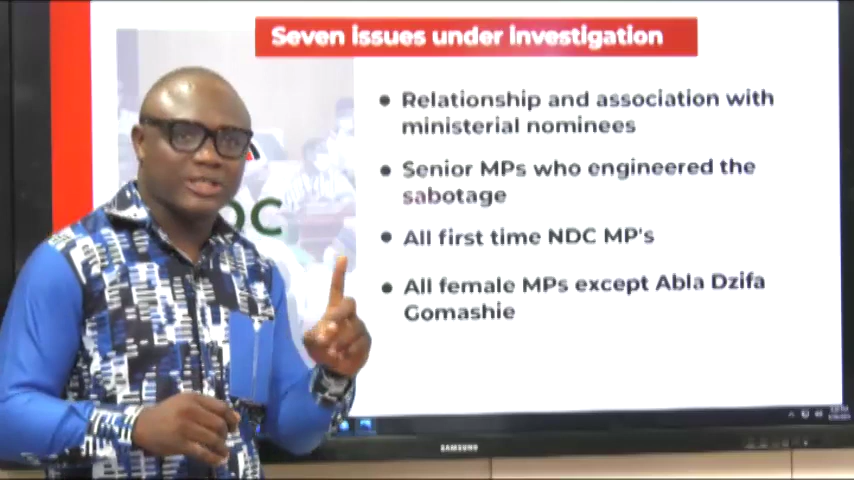 Seven issues under investigation
Relationship and association with
ministerial nominees
Senior MPs who engineered the
sabotage
DC
All first time NDC MP's
All female MPs except Abla Dzifa
Gomashie
SAMSUNG